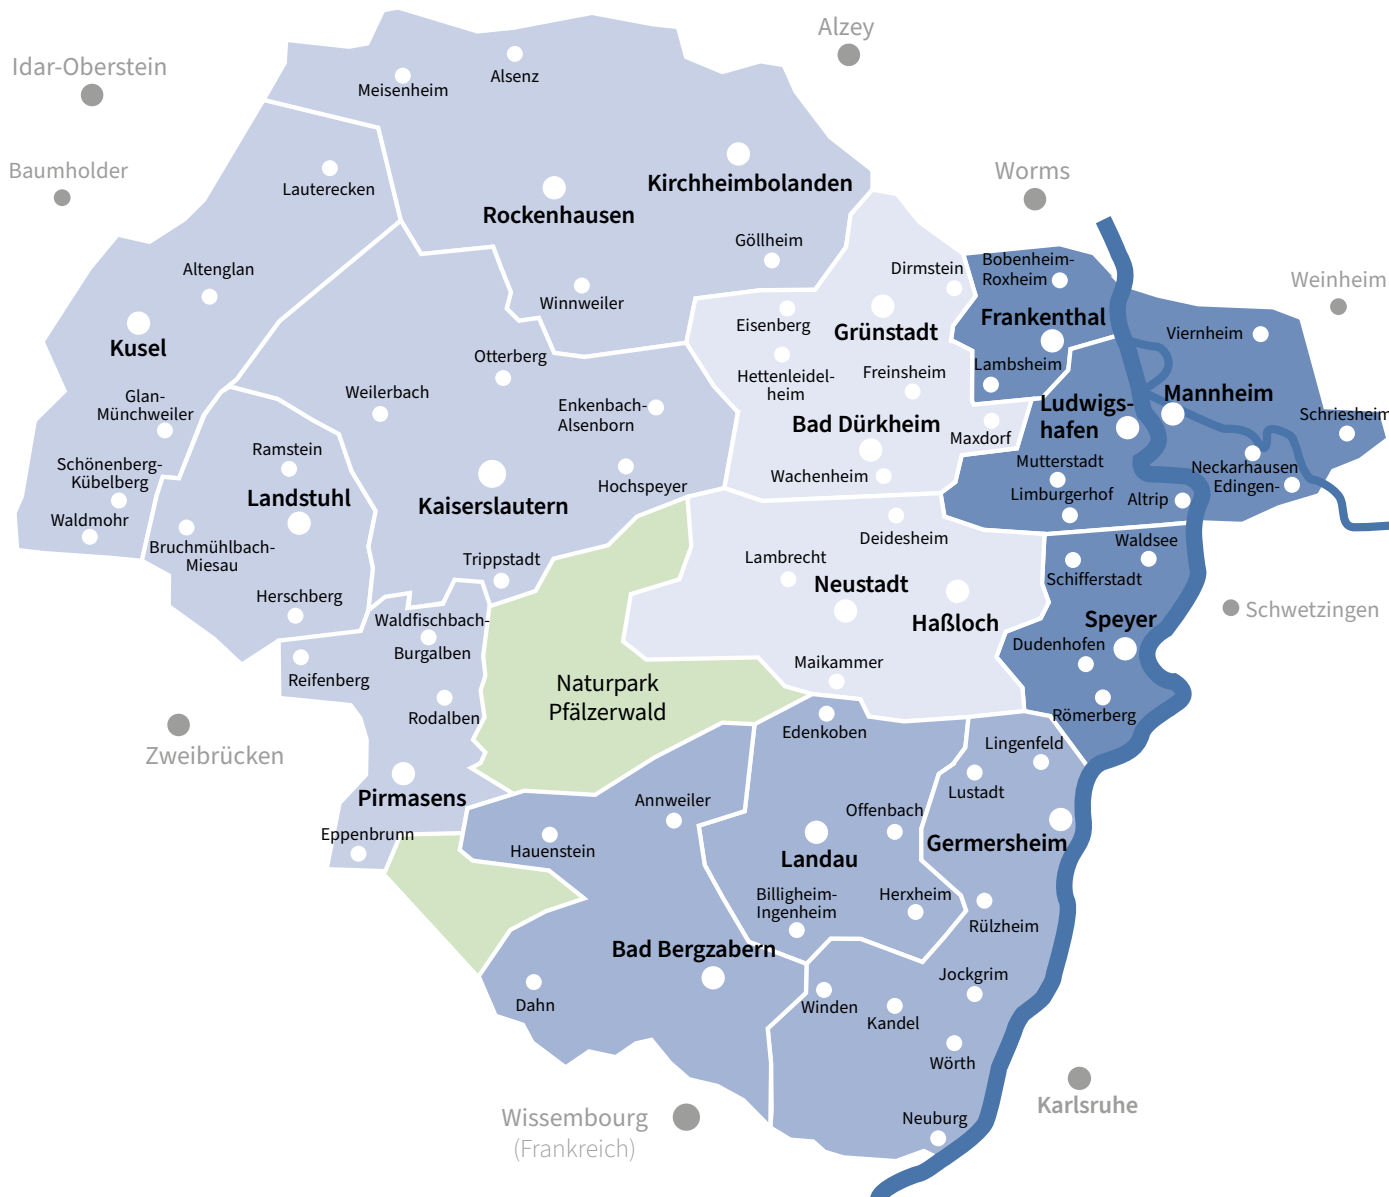 Alzey
Idar-Oberstein
Alsenz
Meisenheim
Baumholder
Worms
Kirchheimbolanden
Lauterecken
Rockenhausen
Göllheim
Bobenheim-
Roxheim
Dirmstein
Altenglan
Weinheim
Winnweiler
Frankenthal
Eisenberg
Grünstadt
Viernheim
Kusel
Otterberg
Lambsheim
Hettenleidel-
heim
Freinsheim
Weilerbach
Mannheim
Glan-
Münchweiler
Ludwigs-
hafen
Enkenbach-
Alsenborn
Schriesheim
Bad Dürkheim
Maxdorf
Ramstein
Mutterstadt
Schönenberg-
Kübelberg
Neckarhausen
Edingen-
Wachenheim
Hochspeyer
Limburgerhof
Altrip
Landstuhl
Kaiserslautern
Waldmohr
Deidesheim
Waldsee
Bruchmühlbach-
Miesau
Trippstadt
Lambrecht
Schifferstadt
Neustadt
Herschberg
Schwetzingen
Waldfischbach-
Burgalben
Haßloch
Speyer
Dudenhofen
Maikammer
Reifenberg
Naturpark
Pfälzerwald
Rodalben
Römerberg
Edenkoben
Lingenfeld
Zweibrücken
Lustadt
Pirmasens
Annweiler
Offenbach
Eppenbrunn
Germersheim
Hauenstein
Landau
Billigheim-
Ingenheim
Herxheim
Rülzheim
Bad Bergzabern
Jockgrim
Dahn
Winden
Kandel
Wörth
Karlsruhe
Wissembourg
(Frankreich)
Neuburg